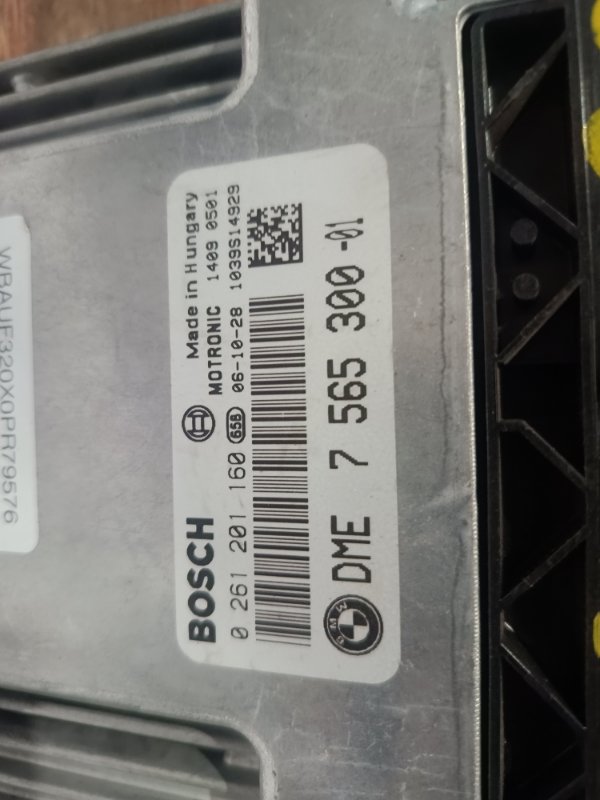 WBAUF320X0PR79576
BOSCH
Made in Hungary
MOTRONIC 1409 0501
0 261 201 160 65B 06-10-28 1039S14929
BMW DME 7 565 300-01